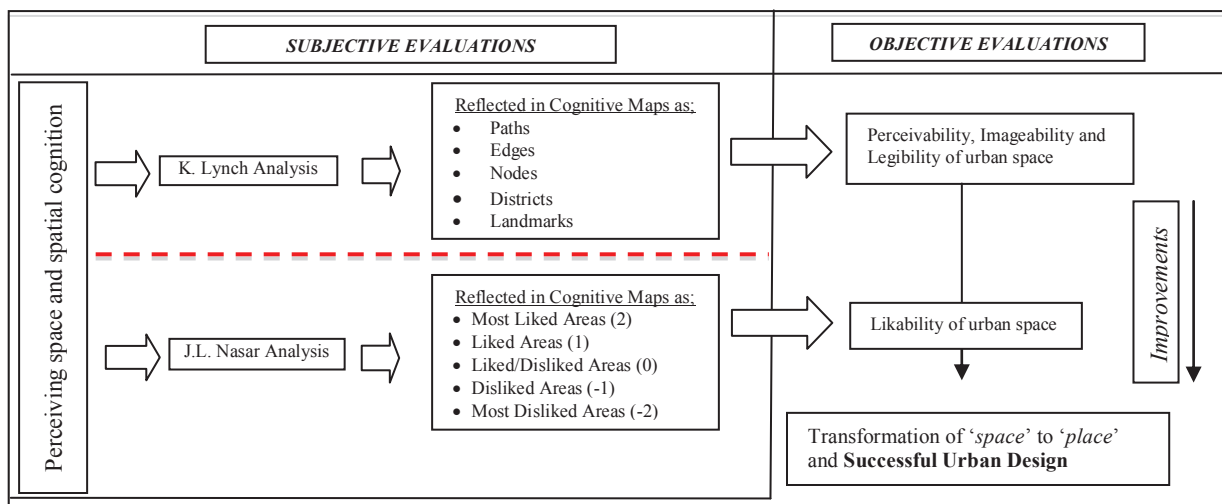 SUBJECTIVE EVALUATIONS
OBJECTIVE EVALUATIONS
Perceiving space and spatial cognition
K. Lynch Analysis
Reflected in Cognitive Maps as;
• Paths
• Edges
• Nodes
• Districts
• Landmarks
Perceivability, Imageability and
Legibility of urban space
J.L. Nasar Analysis
Reflected in Cognitive Maps as;
• Most Liked Areas (2)
• Liked Areas (1)
• Liked/Disliked Areas (0)
• Disliked Areas (-1)
• Most Disliked Areas (-2)
Likability of urban space
Improvements
Transformation of ‘space’ to ‘place’
and Successful Urban Design